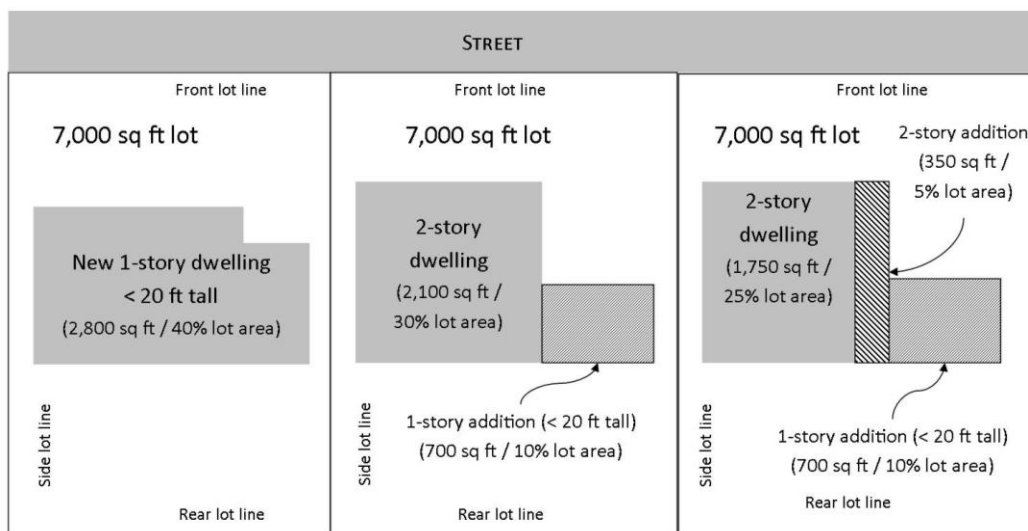 STREET
Front lot line
7,000 sq ft lot
New 1-story dwelling
< 20 ft tall
(2,800 sq ft / 40% lot area)
Side lot line
Rear lot line
Front lot line
7,000 sq ft lot
2-story
dwelling
(2,100 sq ft /
30% lot area)
1-story addition (< 20 ft tall)
(700 sq ft / 10% lot area)
Side lot line
Rear lot line
Front lot line
7,000 sq ft lot
2-story addition
(350 sq ft /
5% lot area)
2-story
dwelling
(1,750 sq ft /
25% lot area)
1-story addition (< 20 ft tall)
(700 sq ft / 10% lot area)
Side lot line
Rear lot line